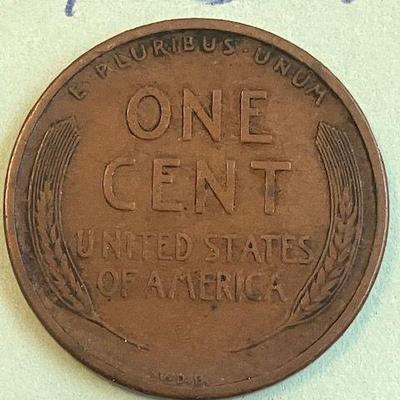 E · PLURIBUS · UNUM
ONE
CENT
UNITED STATES
OF AMERICA
V.D.B.